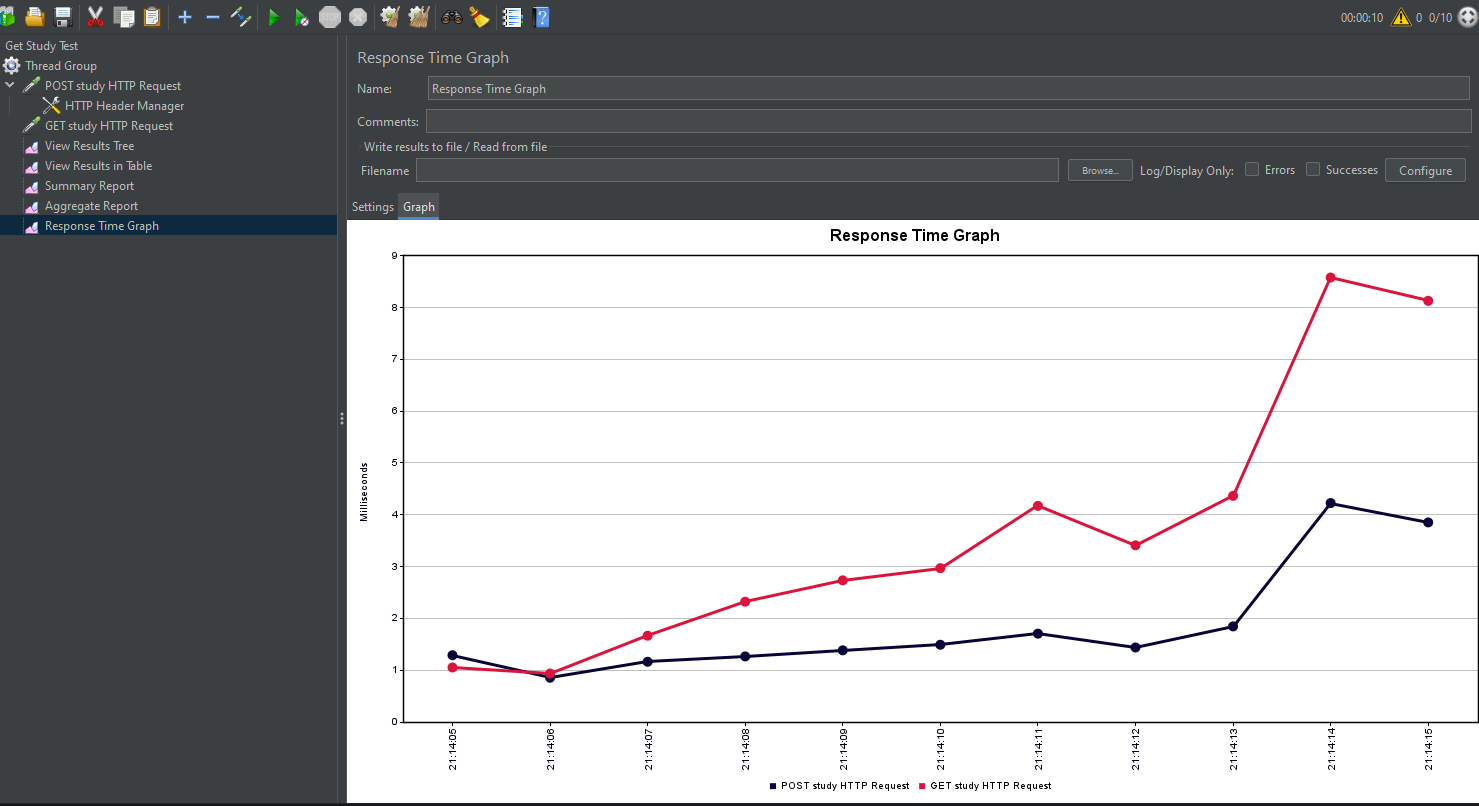 STOP
00:00:10 0 0/10
Get Study Test
Thread Group
POST study HTTP Request
HTTP Header Manager
GET study HTTP Request
View Results Tree
View Results in Table
Summary Report
Aggregate Report
Response Time Graph
Response Time Graph
Name: Response Time Graph
Comments:
Write results to file / Read from file
Filename Browse... Log/Display Only: Errors Successes Configure
Settings Graph
Response Time Graph
9
8
7
6
5
4
3
2
1
0
Milliseconds
21:14:05 21:14:06 21:14:07 21:14:08 21:14:09 21:14:10 21:14:11 21:14:12 21:14:13 21:14:14 21:14:15
POST study HTTP Request GET study HTTP Request